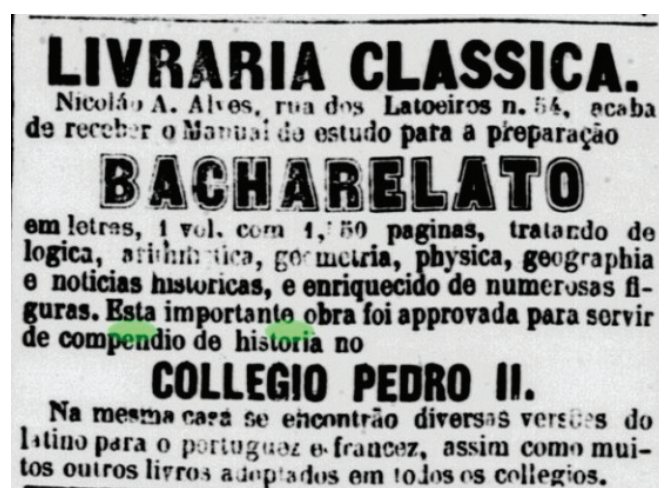 LIVRARIA CLASSICA.
Nicoláo A. Alves, rua dos Latoeiros n. 54, acaba
de receber o Manual de estudo para a preparação
BACHARELATO
em letras, 1 vol. com paginas, tratando de
logica, arithmetica, geometria, physica, geographia
e noticias historicas, e enriquecido de numerosas fi-
guras. Esta importante obra foi approvada para servir
de compendio de historia no
COLLEGIO PEDRO II.
Na mesma casa se encontrão diversas versões do
latino para o portuguez e francez, assim como mui-
tos outros livros adoptados em todos os collegios.